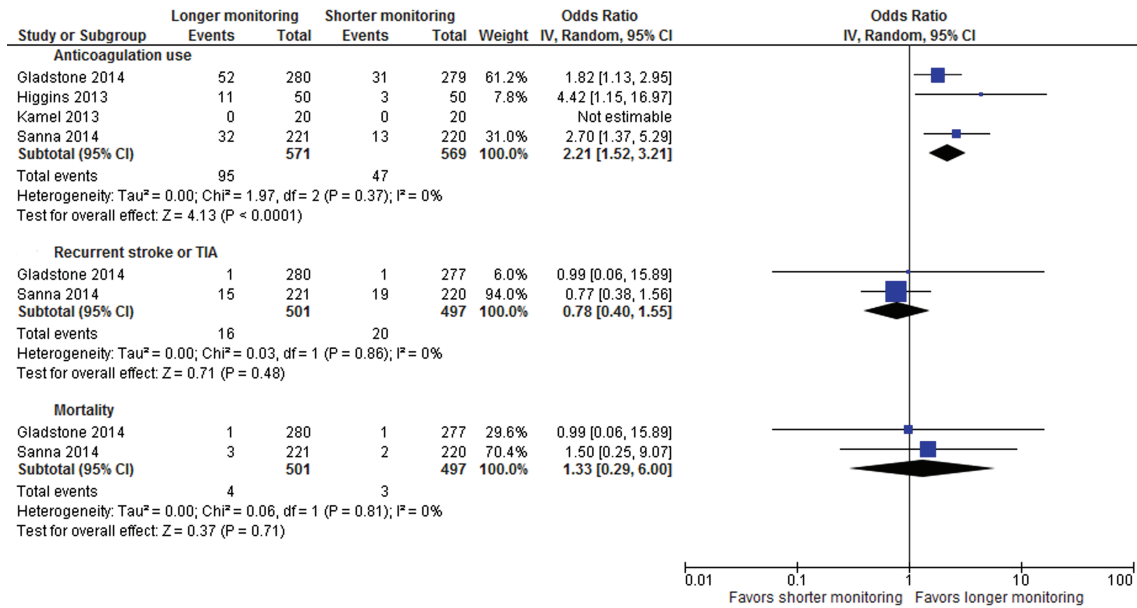 Longer monitoring Shorter monitoring Odds Ratio Odds Ratio
Study or Subgroup Events Total Events Total Weight IV, Random, 95% CI IV, Random, 95% CI
Anticoagulation use
Gladstone 2014 52 280 31 279 61.2% 1.82 [1.13, 2.95]
Higgins 2013 11 50 3 50 7.8% 4.42 [1.15, 16.97]
Kamel 2013 0 20 0 20 Not estimable
Sanna 2014 32 221 13 220 31.0% 2.70 [1.37, 5.29]
Subtotal (95% CI) 571 569 100.0% 2.21 [1.52, 3.21]
Total events 95 47
Heterogeneity: Tau² = 0.00; Chi² = 1.97, df = 2 (P = 0.37); I² = 0%
Test for overall effect: Z = 4.13 (P < 0.0001)
Recurrent stroke or TIA
Gladstone 2014 1 280 1 277 6.0% 0.99 [0.06, 15.89]
Sanna 2014 15 221 19 220 94.0% 0.77 [0.38, 1.56]
Subtotal (95% CI) 501 497 100.0% 0.78 [0.40, 1.55]
Total events 16 20
Heterogeneity: Tau² = 0.00; Chi² = 0.03, df = 1 (P = 0.86); I² = 0%
Test for overall effect: Z = 0.71 (P = 0.48)
Mortality
Gladstone 2014 1 280 1 277 29.6% 0.99 [0.06, 15.89]
Sanna 2014 3 221 2 220 70.4% 1.50 [0.25, 9.07]
Subtotal (95% CI) 501 497 100.0% 1.33 [0.29, 6.00]
Total events 4 3
Heterogeneity: Tau² = 0.00; Chi² = 0.06, df = 1 (P = 0.81); I² = 0%
Test for overall effect: Z = 0.37 (P = 0.71)
0.01 0.1 1 10 100
Favors shorter monitoring Favors longer monitoring